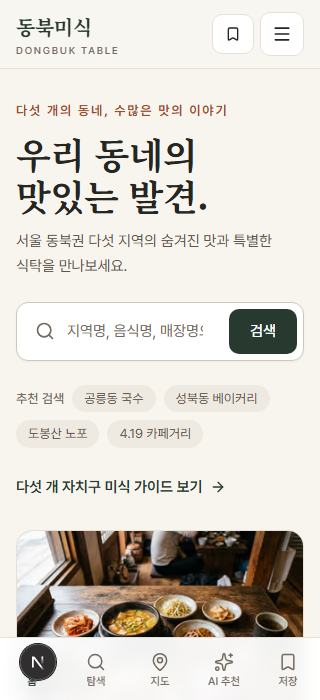 동북미식
DONGBUK TABLE
다섯 개의 동네, 수많은 맛의 이야기
우리 동네의
맛있는 발견.
서울 동북권 다섯 지역의 숨겨진 맛과 특별한
식탁을 만나보세요.
지역명, 음식명, 매장명
검색
추천 검색
공릉동 국수
성북동 베이커리
도봉산 노포
4.19 카페거리
다섯 개 자치구 미식 가이드 보기 →
N
탐색
지도
AI 추천
저장